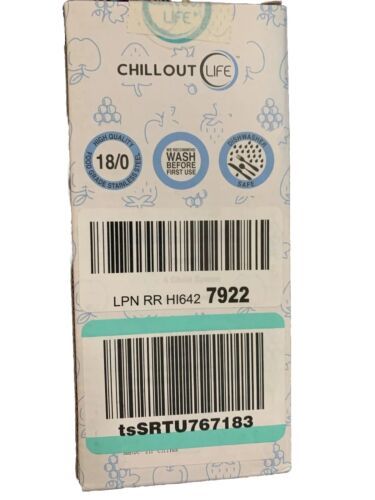 LIFE
CHILLOUT LIFE™
HIGH QUALITY
18/0
FOOD GRADE STAINLESS STEEL
WE RECOMMEND
WASH
BEFORE
FIRST USE
DISHWASHER
SAFE
LPN RR HI642 7922
tsSRTU767183